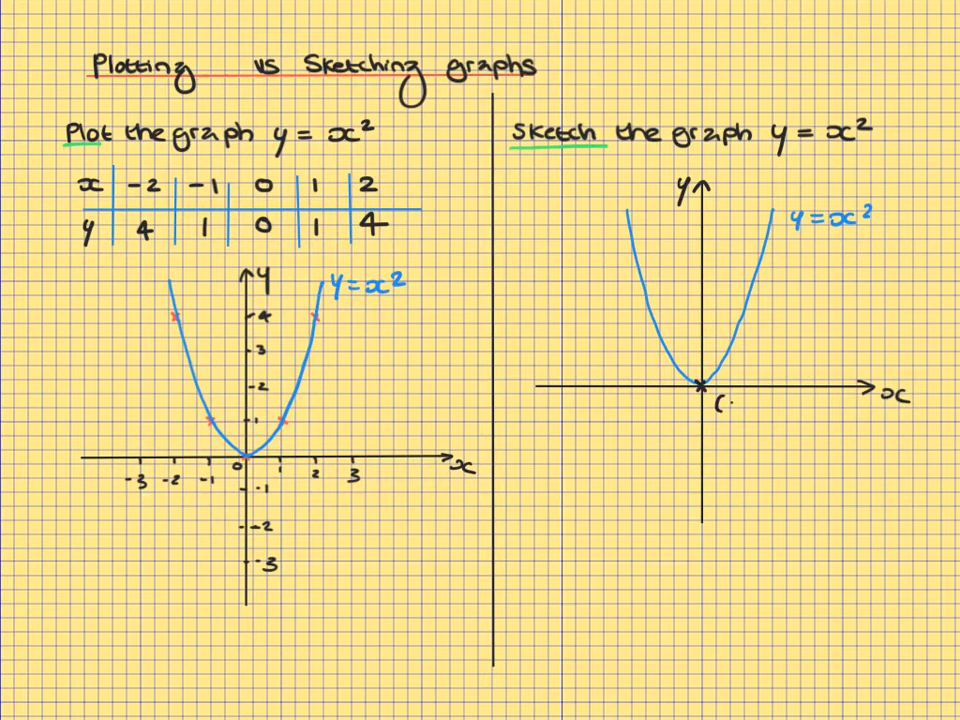 Plotting vs Sketching graphs
Plot the graph y = x²
x -2 -1 0 1 2
y 4 1 0 1 4
y
y = x²
4
3
2
1
0
-3 -2 -1 1 2 3 x
-1
-2
-3
Sketch the graph y = x²
y
y = x²
x
(